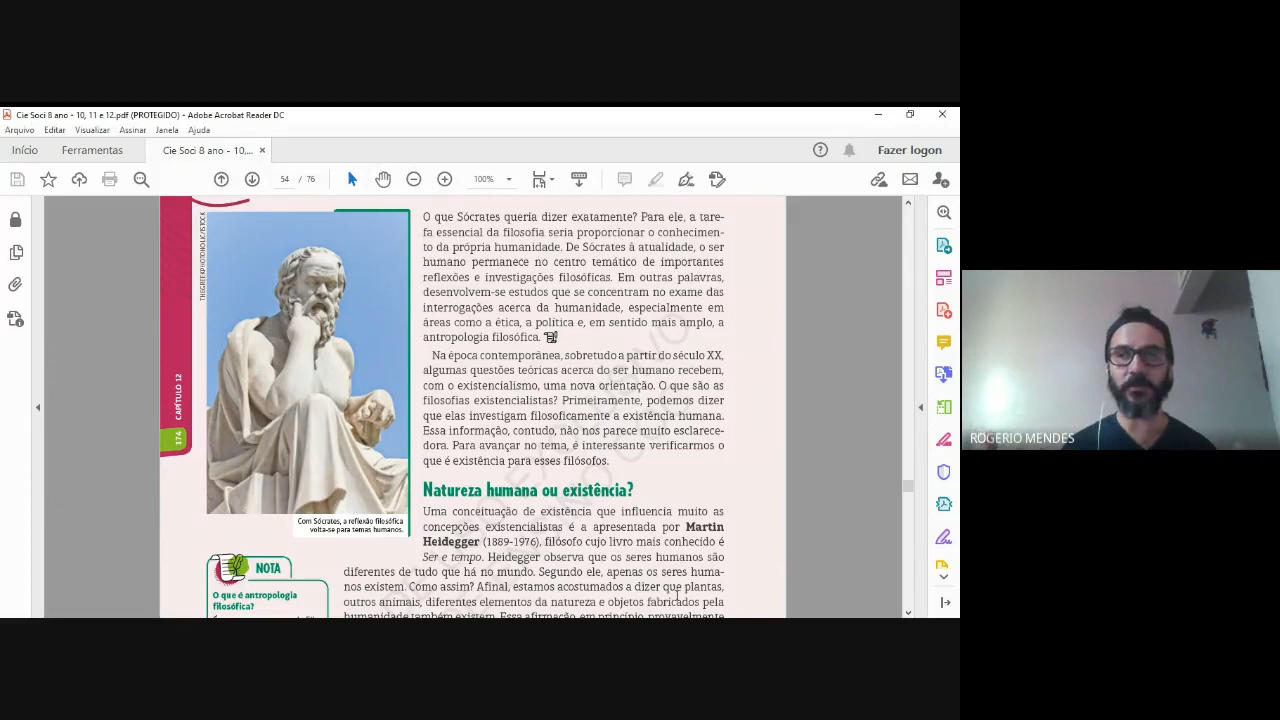 Cie Soci 8 ano - 10, 11 e 12.pdf (PROTEGIDO) - Adobe Acrobat Reader DC
Arquivo Editar Visualizar Assinar Janela Ajuda
Início Ferramentas Cie Soci 8 ano - 10,... × Fazer logon
54 / 76 100%
THEGREEKPHOTOHOLIC/ISTOCK
CAPÍTULO 12
174
O que Sócrates queria dizer exatamente? Para ele, a tare-
fa essencial da filosofia seria proporcionar o conhecimen-
to da própria humanidade. De Sócrates à atualidade, o ser
humano permanece no centro temático de importantes
reflexões e investigações filosóficas. Em outras palavras,
desenvolvem-se estudos que se concentram no exame das
interrogações acerca da humanidade, especialmente em
áreas como a ética, a política e, em sentido mais amplo, a
antropologia filosófica.
Na época contemporânea, sobretudo a partir do século XX,
algumas questões teóricas acerca do ser humano recebem,
com o existencialismo, uma nova orientação. O que são as
filosofias existencialistas? Primeiramente, podemos dizer
que elas investigam filosoficamente a existência humana.
Essa informação, contudo, não nos parece muito esclarece-
dora. Para avançar no tema, é interessante verificarmos o
que é existência para esses filósofos.
Com Sócrates, a reflexão filosófica
volta-se para temas humanos.
Natureza humana ou existência?
Uma conceituação de existência que influencia muito as
concepções existencialistas é a apresentada por Martin
Heidegger (1889-1976), filósofo cujo livro mais conhecido é
Ser e tempo. Heidegger observa que os seres humanos são
diferentes de tudo que há no mundo. Segundo ele, apenas os seres huma-
nos existem. Como assim? Afinal, estamos acostumados a dizer que plantas,
outros animais, diferentes elementos da natureza e objetos fabricados pela
humanidade também existem. Essa afirmação, em princípio, provavelmente
NOTA
O que é antropologia
filosófica?
ROGERIO MENDES